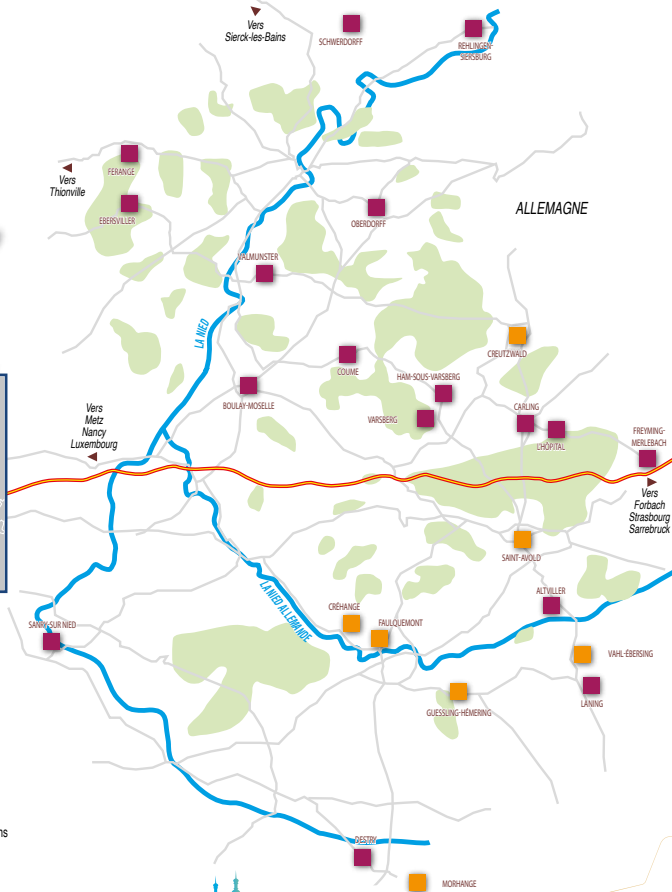 Vers
Sierck-les-Bains
SCHWERDORFF
REHLINGEN-
SIERSBURG
FERANGE
Vers
Thionville
EBERSVILLER
OBERDORFF
ALLEMAGNE
VALMUNSTER
LA NIED
CREUTZWALD
COUME
HAM-SOUS-VARSBERG
BOULAY-MOSELLE
VARSBERG
CARLING
L'HÔPITAL
FREYMING-
MERLEBACH
Vers
Metz
Nancy
Luxembourg
Vers
Forbach
Strasbourg
Sarrebruck
SAINT-AVOLD
LA NIED ALLEMANDE
CRÉHANGE
FAULQUEMONT
ALTVILLER
SANRY-SUR NIED
VAHL-ÉBERSING
LANING
GUESSLING-HÉMERING
DESTRY
MORHANGE